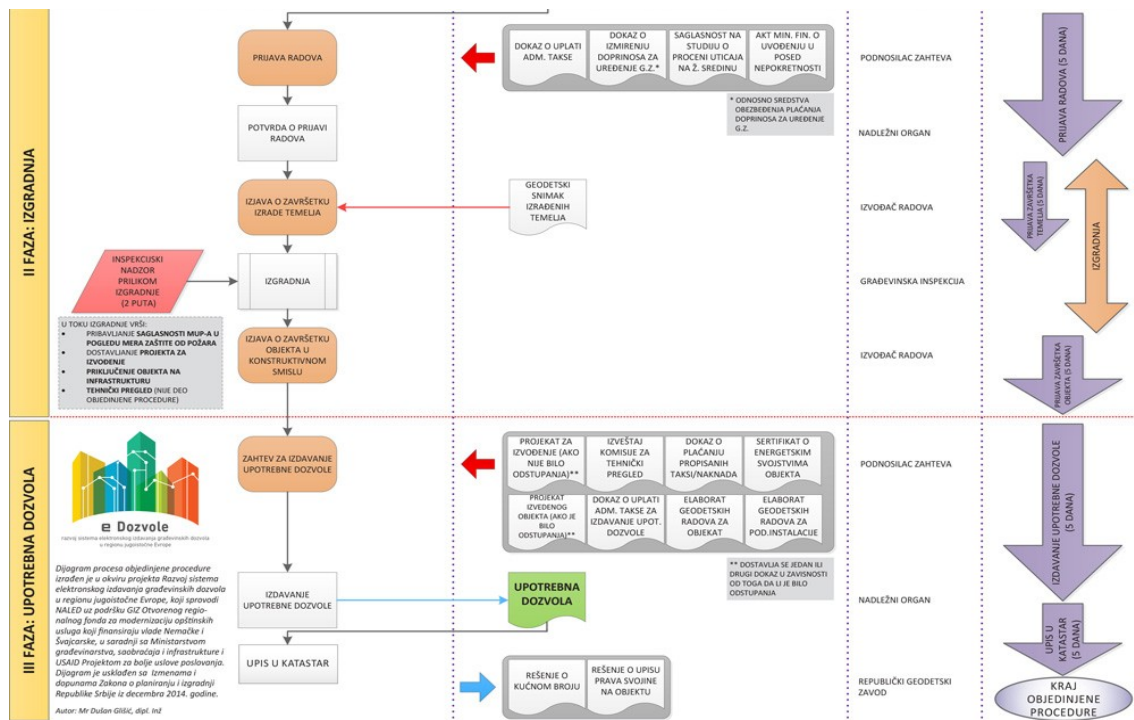 II FAZA: IZGRADNJA
PRIJAVA RADOVA
DOKAZ O UPLATI
ADM. TAKSE
DOKAZ O
IZMIRENJU
DOPRINOSA ZA
UREĐENJE G.Z.*
SAGLASNOST NA
STUDIJU O
PROCENI UTICAJA
NA Ž. SREDINU
AKT MIN. FIN. O
UVOĐENJU U
POSED
NEPOKRETNOSTI
PODNOSILAC ZAHTEVA
PRIJAVA RADOVA (5 DANA)
* ODNOSNO SREDSTVA
OBEZBEĐENJA PLAĆANJA
DOPRINOSA ZA UREĐENJE
G.Z.
POTVRDA O PRIJAVI
RADOVA
NADLEŽNI ORGAN
IZJAVA O ZAVRŠETKU
IZRADE TEMELJA
GEODETSKI
SNIMAK
IZRAĐENIH
TEMELJA
IZVOĐAČ RADOVA
PRIJAVA ZAVRŠETKA
TEMELJA (5 DANA)
IZGRADNJA
INSPEKCIJSKI
NADZOR
PRILIKOM
IZGRADNJE
(2 PUTA)
IZGRADNJA
GRAĐEVINSKA INSPEKCIJA
U TOKU IZGRADNJE VRŠI:
• PRIBAVLJANJE SAGLASNOSTI MUP-A U
POGLEDU MERA ZAŠTITE OD POŽARA
• DOSTAVLJANJE PROJEKTA ZA
IZVOĐENJE
• PRIKLJUČENJE OBJEKTA NA
INFRASTRUKTURU
• TEHNIČKI PREGLED (NIJE DEO
OBJEDINJENE PROCEDURE)
IZJAVA O ZAVRŠETKU
OBJEKTA U
KONSTRUKTIVNOM
SMISLU
IZVOĐAČ RADOVA
PRIJAVA ZAVRŠETKA
OBJEKTA (5 DANA)
III FAZA: UPOTREBNA DOZVOLA
e Dozvole
razvoj sistema elektronskog izdavanja građevinskih dozvola
u regionu jugoistočne Evrope
ZAHTEV ZA IZDAVANJE
UPOTREBNE DOZVOLE
PROJEKAT ZA
IZVOĐENJE (AKO
NIJE BILO
ODSTUPANJA)**
IZVEŠTAJ
KOMISIJE ZA
TEHNIČKI
PREGLED
DOKAZ O
PLAĆANJU
PROPISANIH
TAKSI/NAKNADA
SERTIFIKAT O
ENERGETSKIM
SVOJSTVIMA
OBJEKTA
PODNOSILAC ZAHTEVA
PROJEKAT
IZVEDENOG
OBJEKTA (AKO JE
BILO
ODSTUPANJA)**
DOKAZ O UPLATI
ADM. TAKSE ZA
IZDAVANJE UPOT.
DOZVOLE
ELABORAT
GEODETSKIH
RADOVA ZA
OBJEKAT
ELABORAT
GEODETSKIH
RADOVA ZA
POD.INSTALACIJE
IZDAVANJE UPOTREBNE DOZVOLE
(5 DANA)
** DOSTAVLJA SE JEDAN ILI
DRUGI DOKAZ U ZAVISNOSTI
OD TOGA DA LI JE BILO
ODSTUPANJA
Dijagram procesa objedinjene procedure
izrađen je u okviru projekta Razvoj sistema
elektronskog izdavanja građevinskih dozvola
u regionu jugoistočne Evrope, koji sprovodi
NALED uz podršku GIZ Otvorenog regio-
nalnog fonda za modernizaciju opštinskih
usluga koji finansiraju vlade Nemačke i
Švajcarske, u saradnji sa Ministarstvom
građevinarstva, saobraćaja i infrastrukture i
USAID Projektom za bolje uslove poslovanja.
Dijagram je usklađen sa Izmenama i
dopunama Zakona o planiranju i izgradnji
Republike Srbije iz decembra 2014. godine.
Autor: Mr Dušan Glišić, dipl. Inž
IZDAVANJE
UPOTREBNE DOZVOLE
UPOTREBNA
DOZVOLA
NADLEŽNI ORGAN
UPIS U KATASTAR
UPIS U
KATASTAR
(5 DANA)
REŠENJE O
KUĆNOM BROJU
REŠENJE O UPISU
PRAVA SVOJINE
NA OBJEKTU
REPUBLIČKI GEODETSKI
ZAVOD
KRAJ
OBJEDINJENE
PROCEDURE